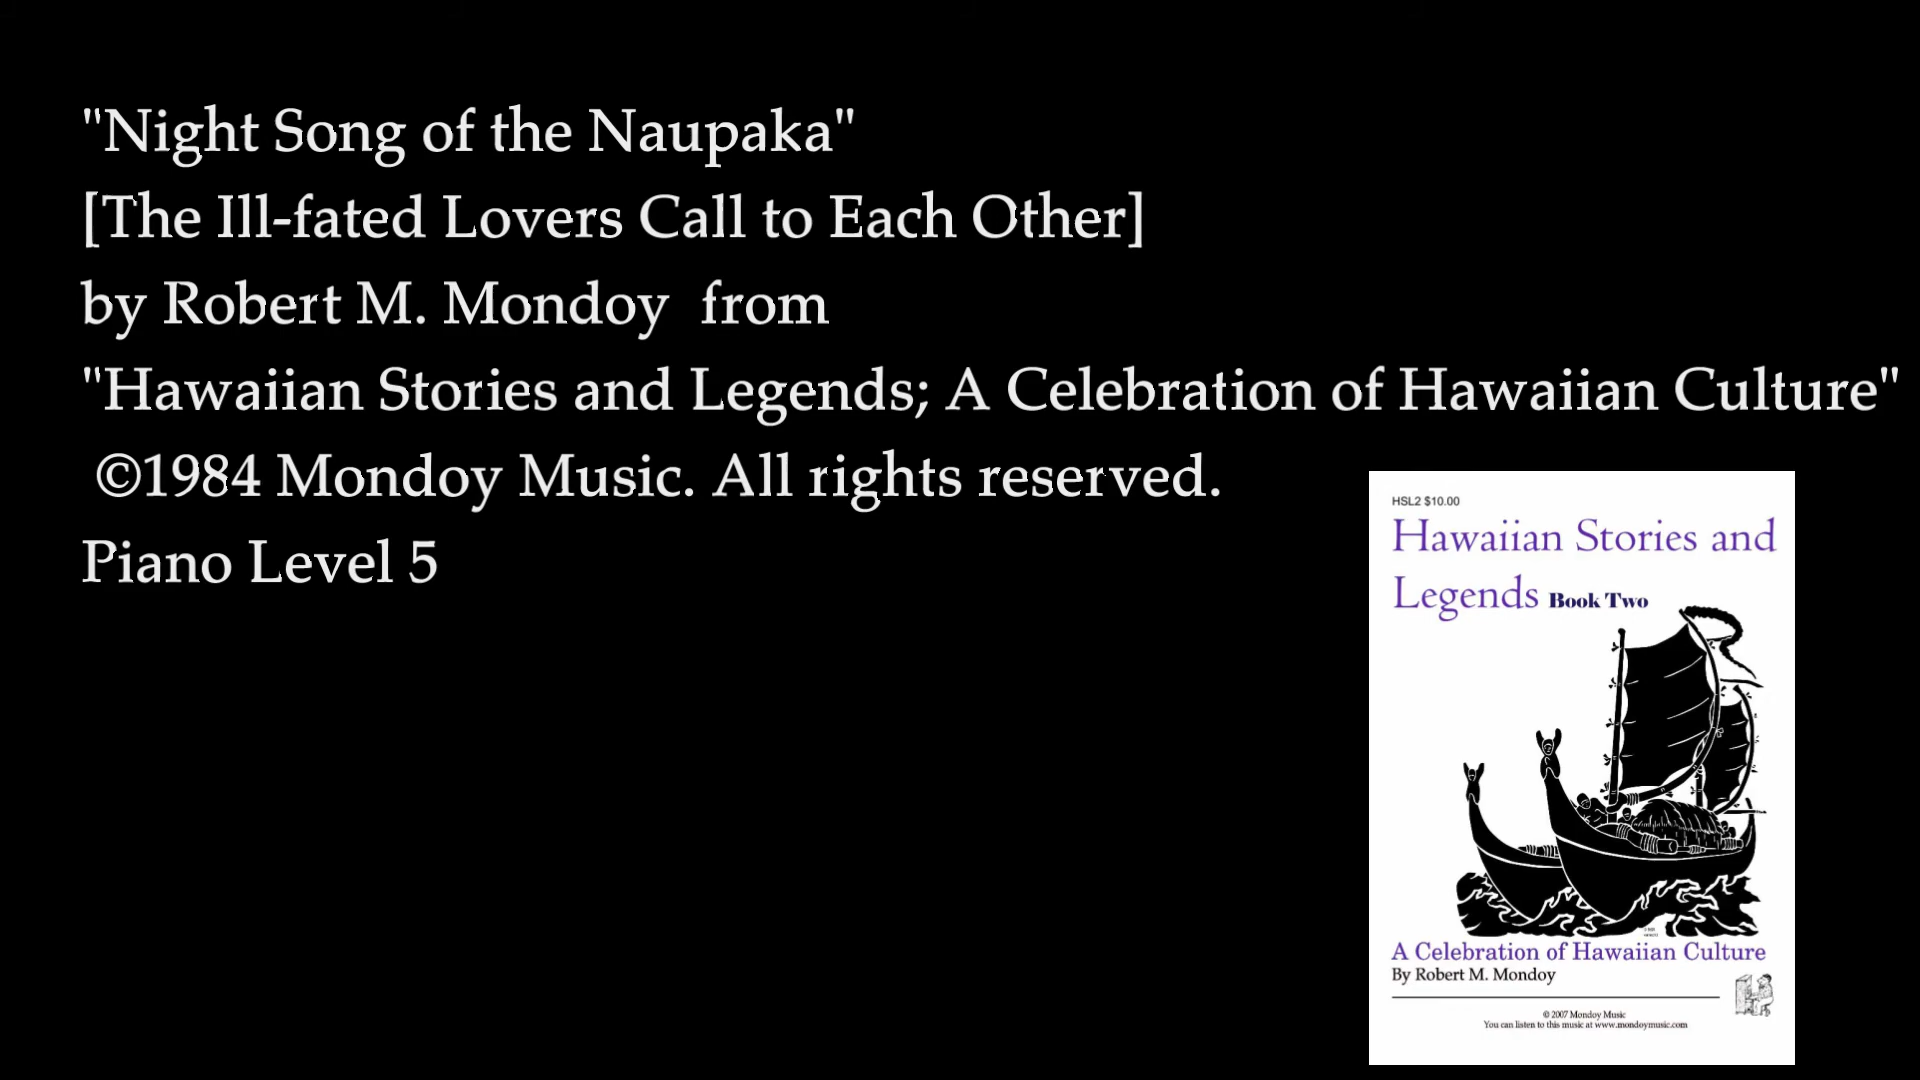 "Night Song of the Naupaka"
[The Ill-fated Lovers Call to Each Other]
by Robert M. Mondoy  from
"Hawaiian Stories and Legends; A Celebration of Hawaiian Culture"
©1984 Mondoy Music. All rights reserved.
Piano Level 5
HSL2 $10.00
Hawaiian Stories and
Legends Book Two
A Celebration of Hawaiian Culture
By Robert M. Mondoy
© 2007 Mondoy Music
You can listen to this music at www.mondoymusic.com